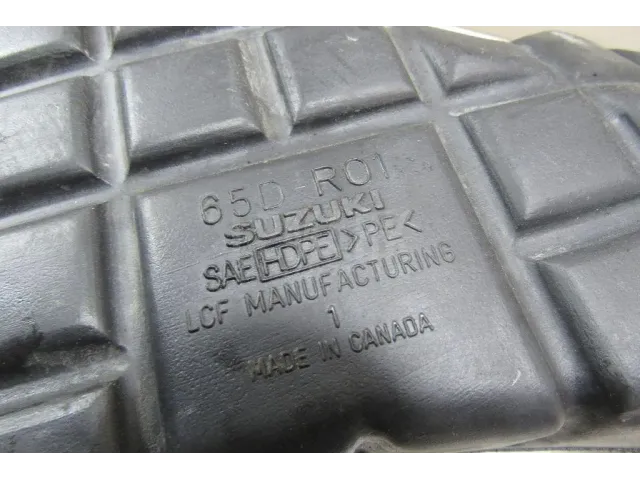 65D-R01
SUZUKI
SAE HDPE >PE<
LCF MANUFACTURING
1
MADE IN CANADA